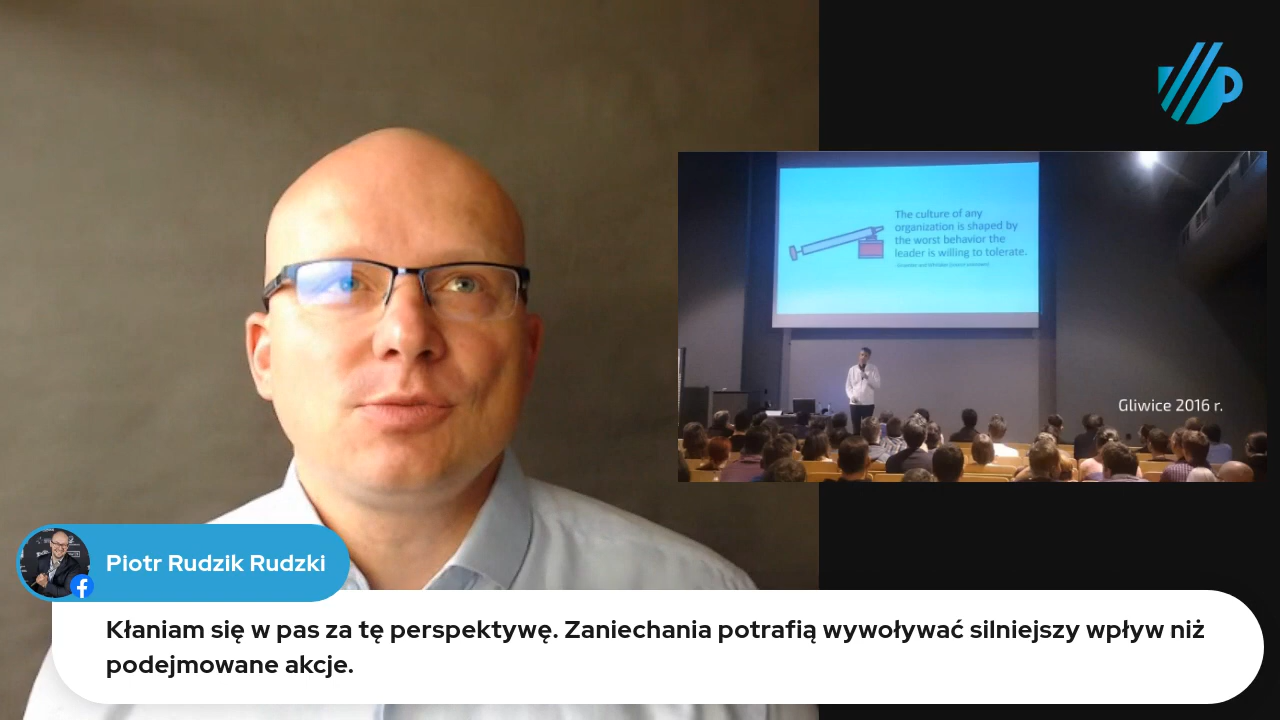 The culture of any
organization is shaped by
the worst behavior the
leader is willing to tolerate.
Gliwice 2016 r.
Piotr Rudzik Rudzki
Kłaniam się w pas za tę perspektywę. Zaniechania potrafią wywoływać silniejszy wpływ niż
podejmowane akcje.